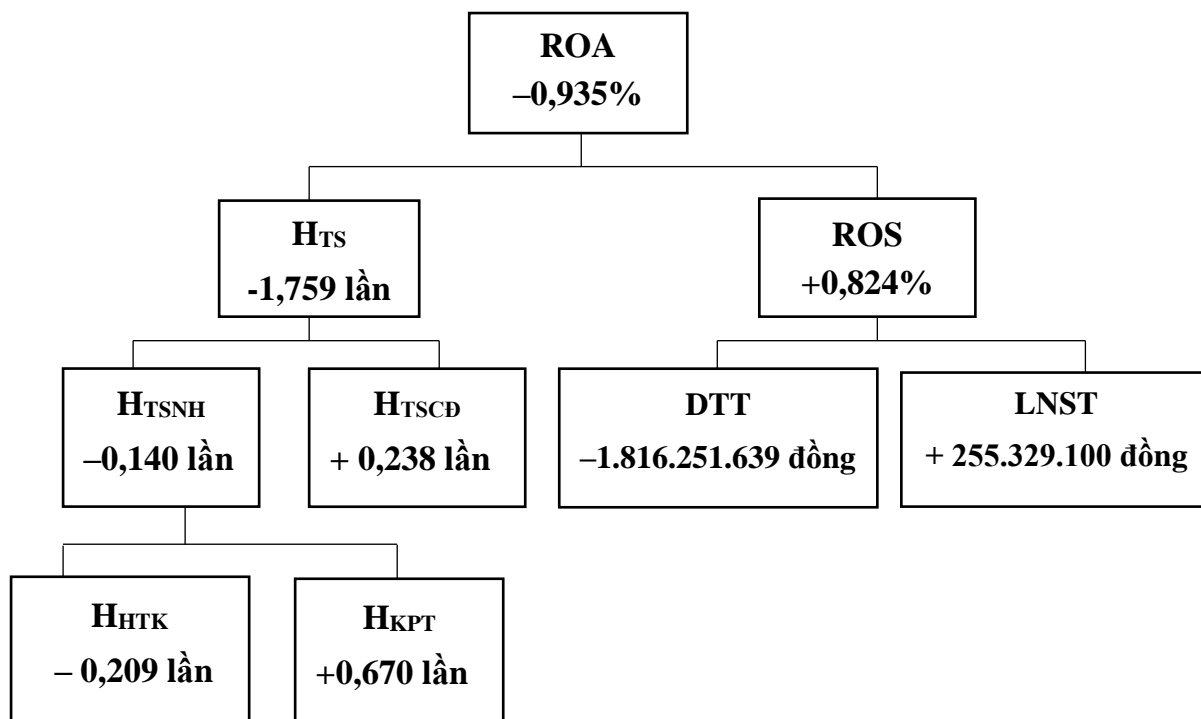 ROA
–0,935%
HTS
-1,759 lần
ROS
+0,824%
HTSNH
–0,140 lần
HTSCĐ
+ 0,238 lần
DTT
–1.816.251.639 đồng
LNST
+ 255.329.100 đồng
HHTK
– 0,209 lần
HKPT
+0,670 lần